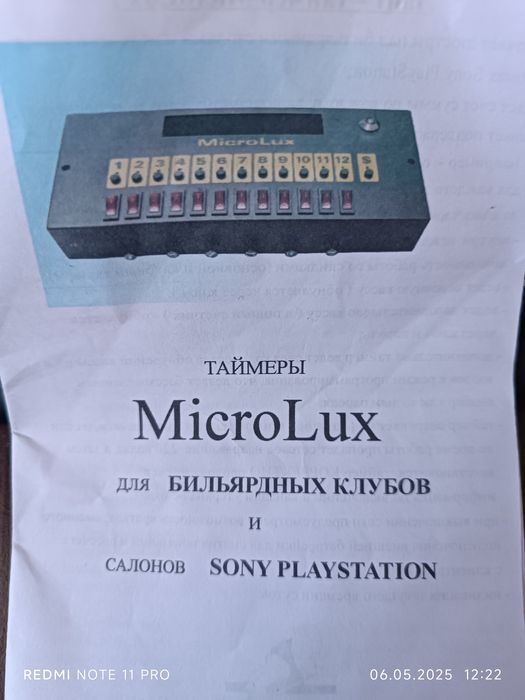 MicroLux
1 2 3 4 5 6 7 8 9 10 11 12 S
ТАЙМЕРЫ
MicroLux
для БИЛЬЯРДНЫХ КЛУБОВ
И
САЛОНОВ SONY PLAYSTATION
REDMI NOTE 11 PRO 06.05.2025 12:22